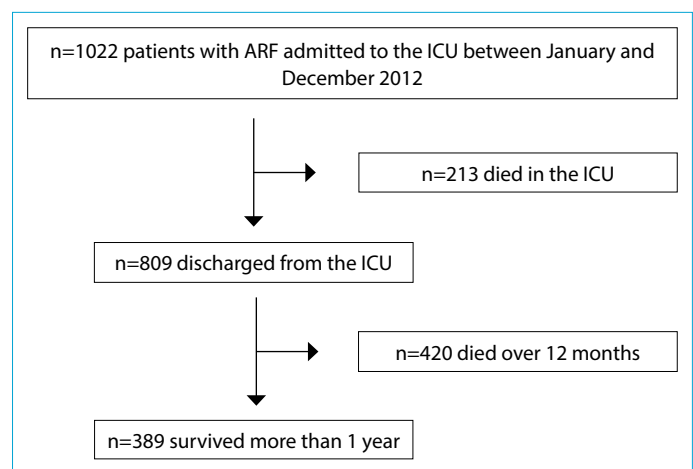 n=1022 patients with ARF admitted to the ICU between January and
December 2012
n=213 died in the ICU
n=809 discharged from the ICU
n=420 died over 12 months
n=389 survived more than 1 year